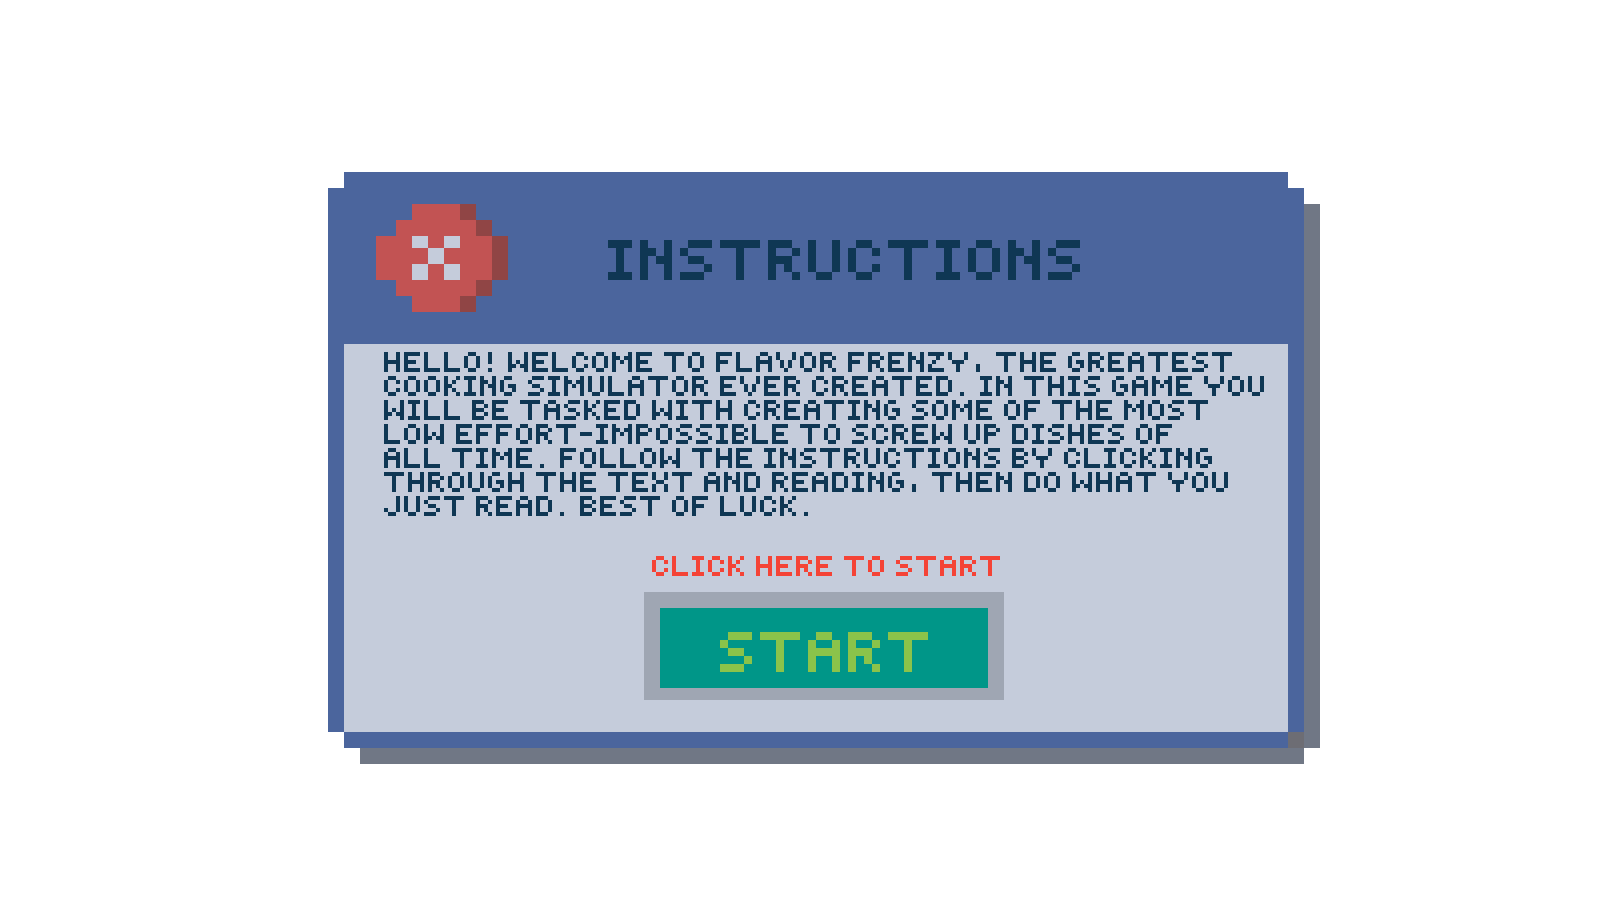 INSTRUCTIONS
HELLO! WELCOME TO FLAVOR FRENZY, THE GREATEST
COOKING SIMULATOR EVER CREATED. IN THIS GAME YOU
WILL BE TASKED WITH CREATING SOME OF THE MOST
LOW EFFORT-IMPOSSIBLE TO SCREW UP DISHES OF
ALL TIME. FOLLOW THE INSTRUCTIONS BY CLICKING
THROUGH THE TEXT AND READING, THEN DO WHAT YOU
JUST READ. BEST OF LUCK.
CLICK HERE TO START
START